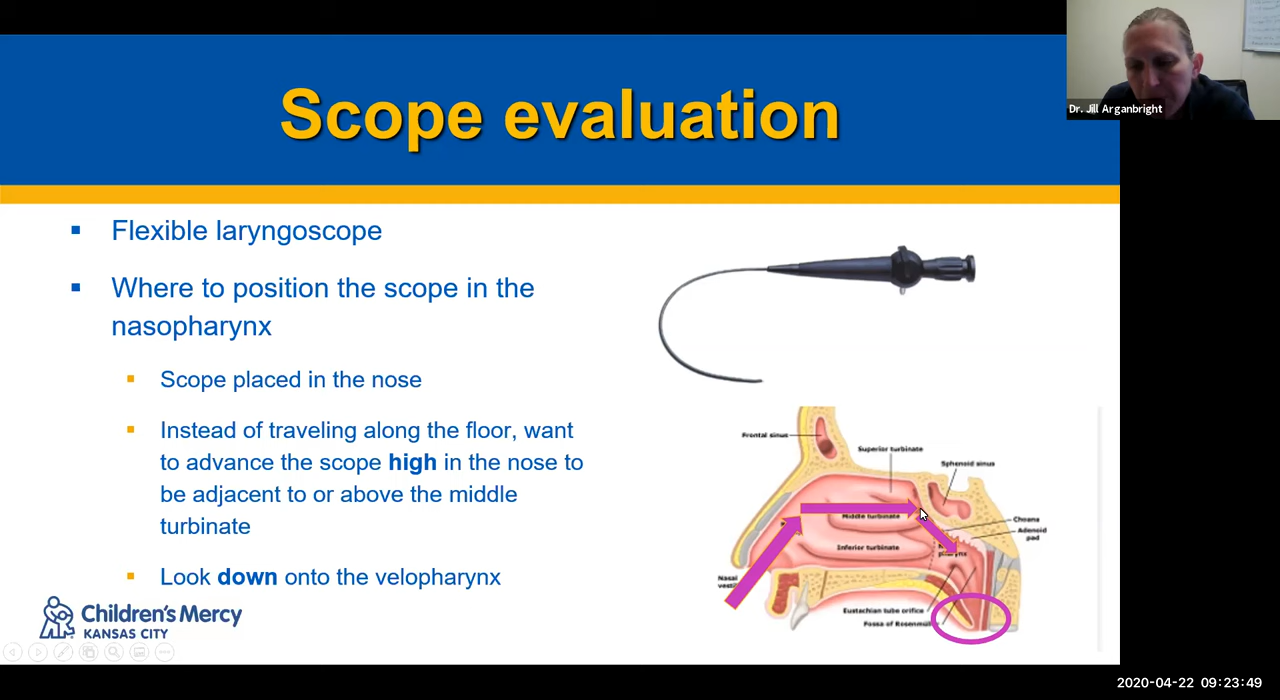 Dr. Jill Arganbright
Scope evaluation
Flexible laryngoscope
Where to position the scope in the
nasopharynx
Scope placed in the nose
Instead of traveling along the floor, want
to advance the scope high in the nose to
be adjacent to or above the middle
turbinate
Look down onto the velopharynx
Frontal sinus
Superior turbinate
Sphenoid sinus
Middle turbinate
Choana
Adenoid
pad
Inferior turbinate
Nasal
Eustachian tube orifice
Fossa of
Children's Mercy
KANSAS CITY
2020-04-22 09:23:49